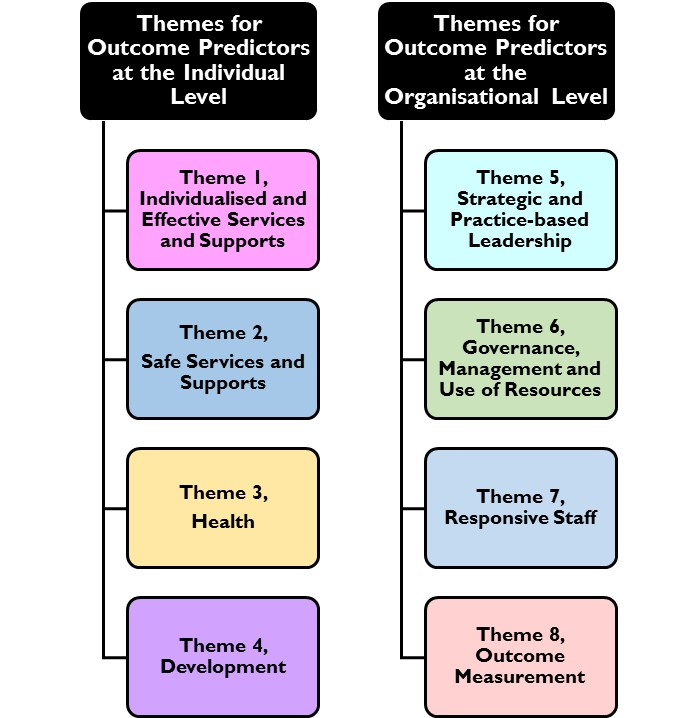 Themes for
Outcome Predictors
at the Individual
Level
Theme 1,
Individualised and
Effective Services
and Supports
Theme 2,
Safe Services and
Supports
Theme 3,
Health
Theme 4,
Development
Themes for
Outcome Predictors
at the
Organisational Level
Theme 5,
Strategic and
Practice-based
Leadership
Theme 6,
Governance,
Management and
Use of Resources
Theme 7,
Responsive Staff
Theme 8,
Outcome
Measurement